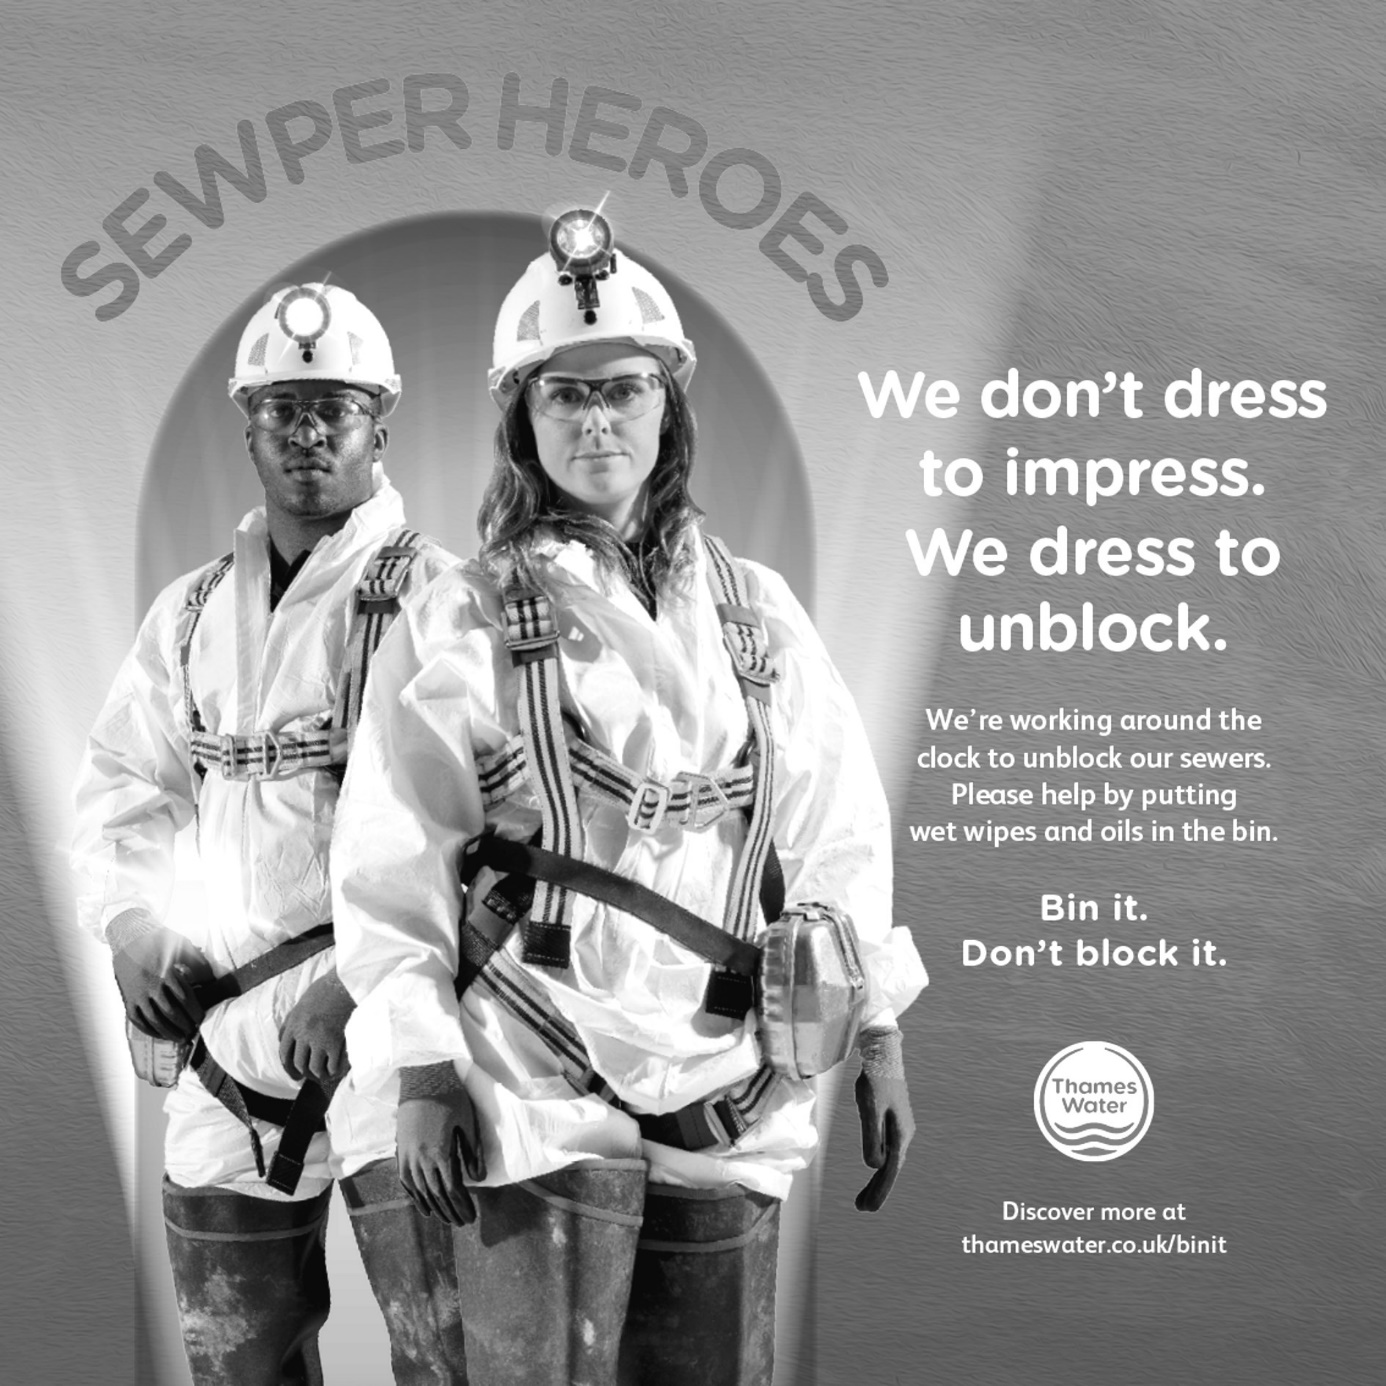 SEWPER HEROES
We don't dress
to impress.
We dress to
unblock.
We're working around the
clock to unblock our sewers.
Please help by putting
wet wipes and oils in the bin.
Bin it.
Don't block it.
Thames
Water
Discover more at
thameswater.co.uk/binit